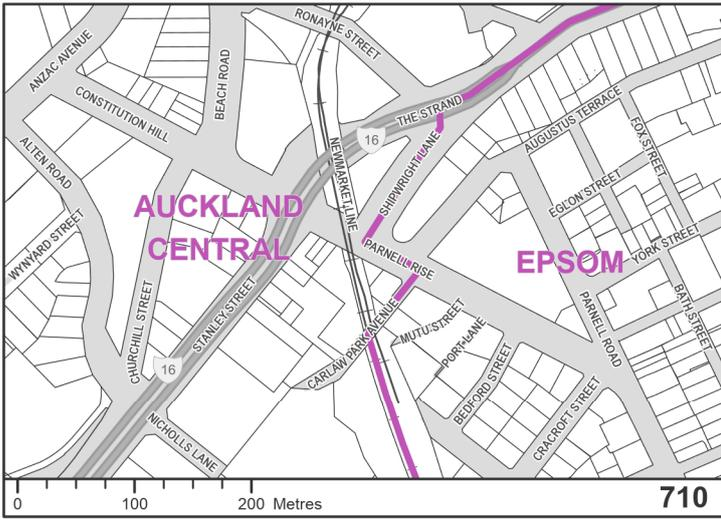 RONAYNE STREET
ANZAC AVENUE
BEACH ROAD
CONSTITUTION HILL
THE STRAND
16
AUGUSTUS TERRACE
FOX STREET
ALTEN ROAD
NEWMARKET LINE
SHIPWRIGHT LANE
EGLON STREET
AUCKLAND
CENTRAL
WYNYARD STREET
PARNELL RISE
EPSOM
YORK STREET
CHURCHILL STREET
STANLEY STREET
CARLAW PARK AVENUE
MUTU STREET
PORT LANE
PARNELL ROAD
BATH STREET
16
BEDFORD STREET
CRACROFT STREET
NICHOLLS LANE
0 100 200 Metres
710